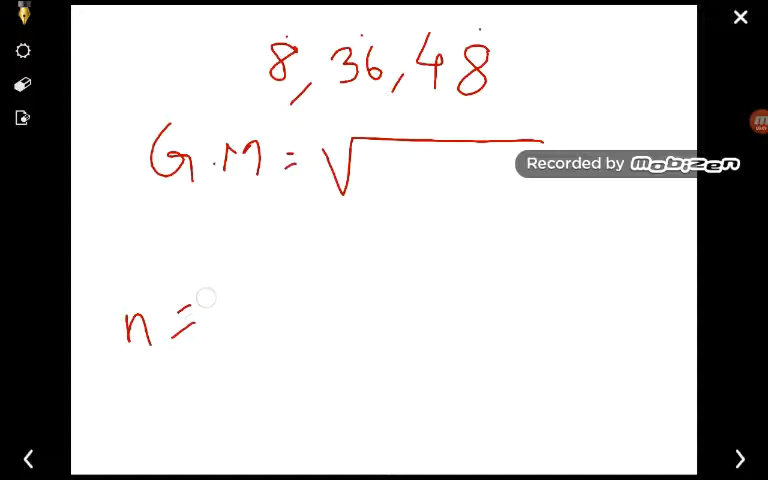 8, 36, 48
G.M = √
Recorded by mobizen
n =